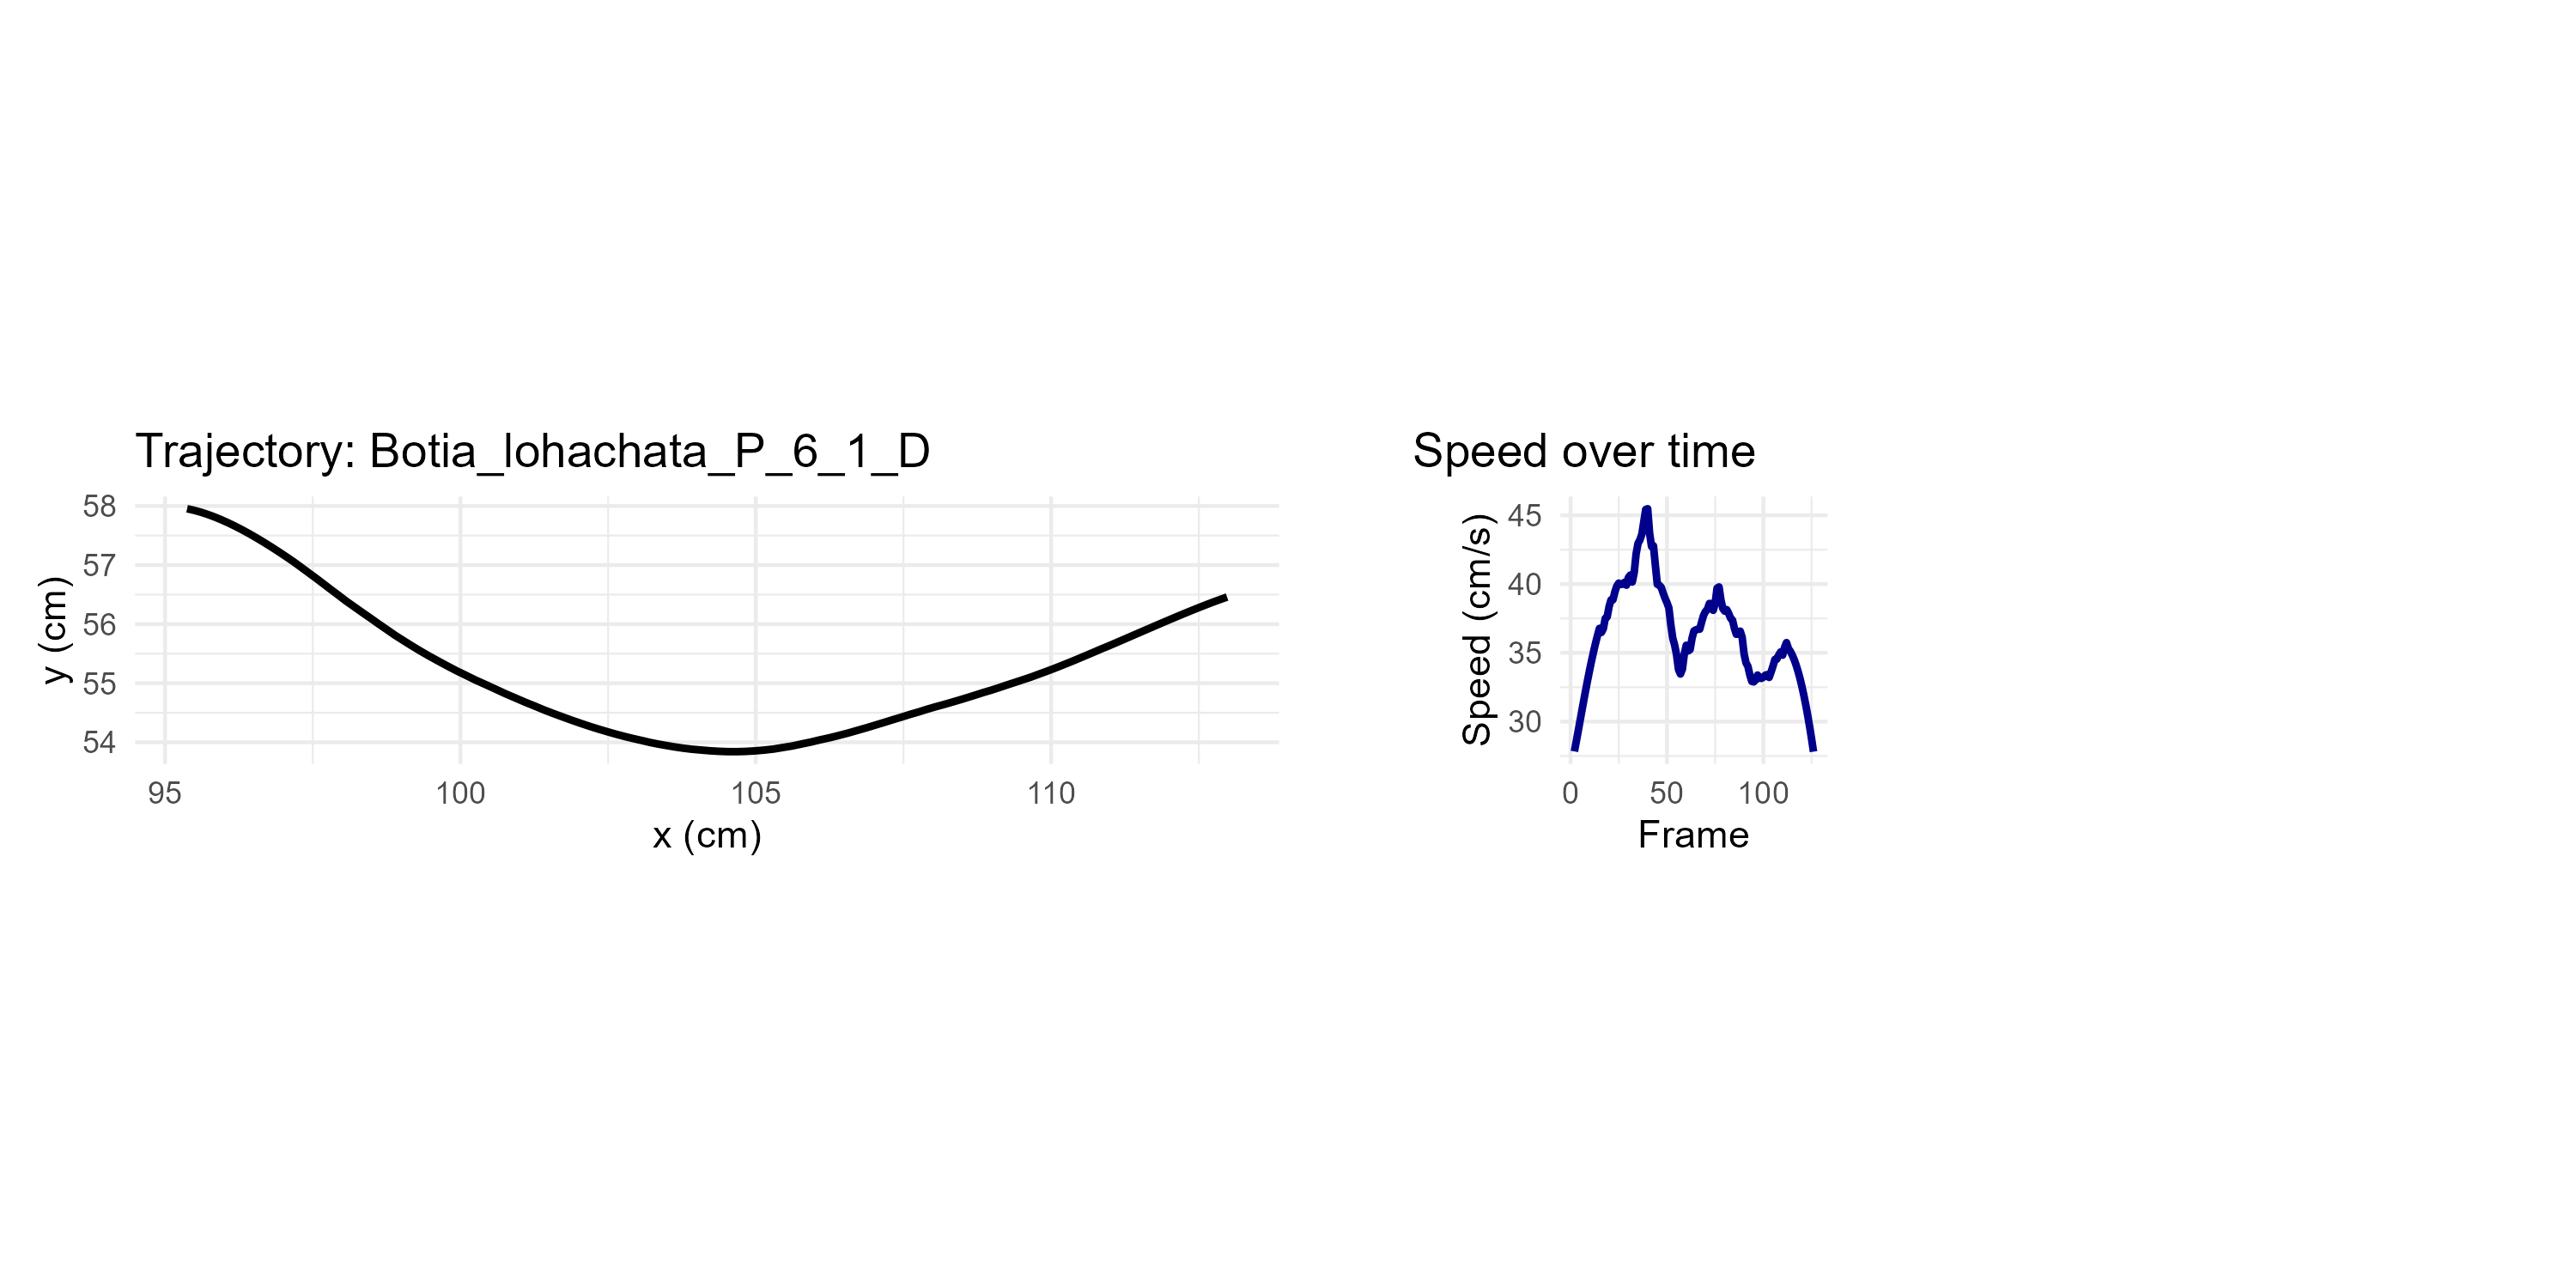 Trajectory: Botia_lohachata_P_6_1_D
58
57
56
55
54
y (cm)
95 100 105 110
x (cm)
Speed over time
45
40
35
30
Speed (cm/s)
0 50 100
Frame